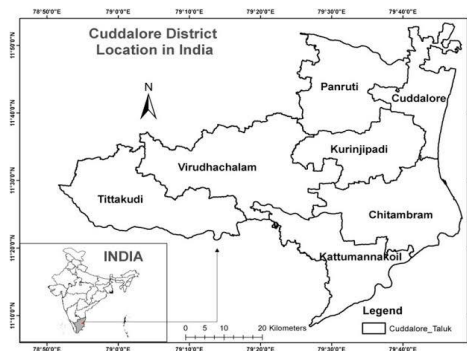 78°50'0"E 79°0'0"E 79°10'0"E 79°20'0"E 79°30'0"E 79°40'0"E
Cuddalore District
Location in India
N
Panruti
Cuddalore
Kurinjipadi
Virudhachalam
Tittakudi
Chitambram
Kattumannakoil
INDIA
Legend
Cuddalore_Taluk
0 5 10 20 Kilometers
11°50'0"N
11°40'0"N
11°30'0"N
11°20'0"N
11°10'0"N
78°50'0"E 79°0'0"E 79°10'0"E 79°20'0"E 79°30'0"E 79°40'0"E